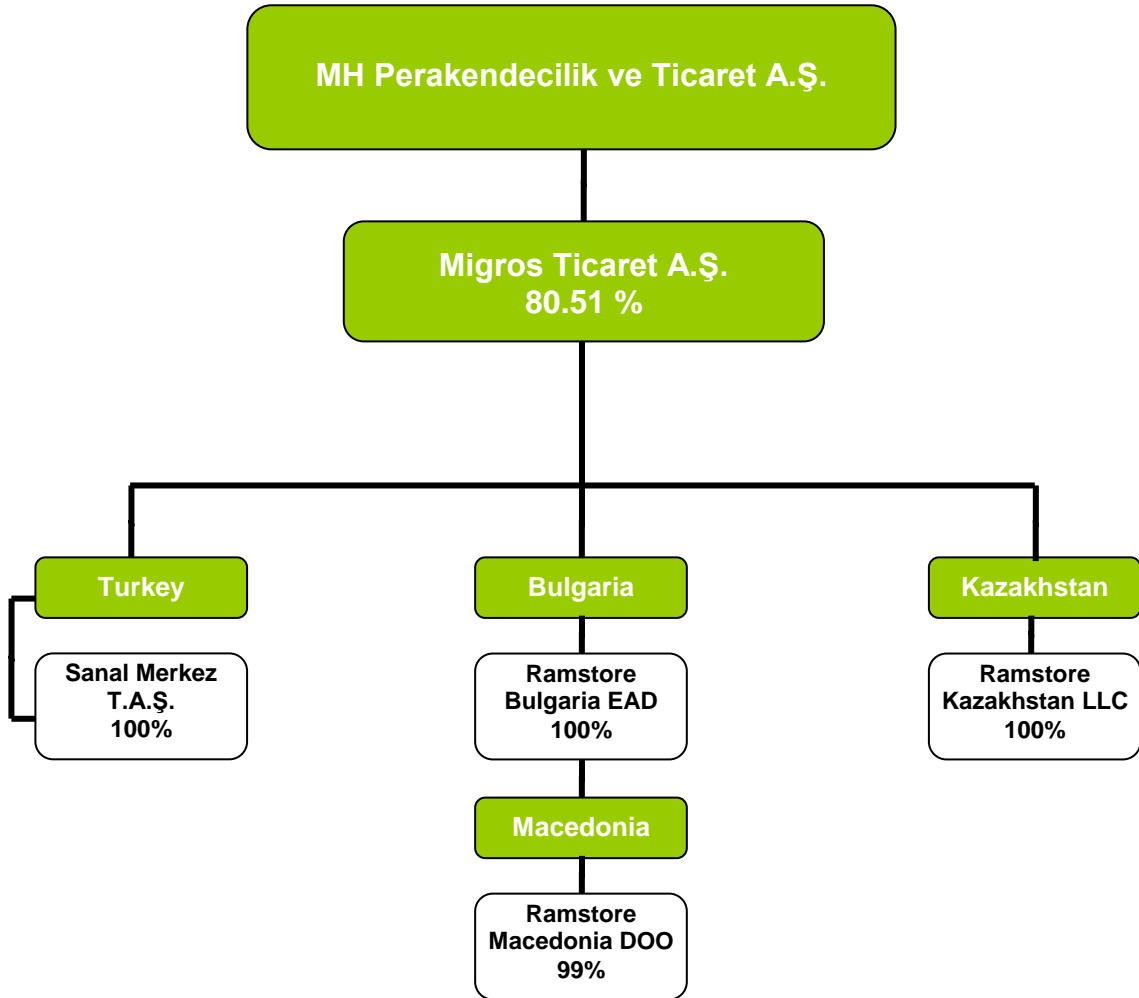 MH Perakendecilik ve Ticaret A.Ş.
Migros Ticaret A.Ş.
80.51 %
Turkey
Bulgaria
Kazakhstan
Sanal Merkez
T.A.Ş.
100%
Ramstore
Bulgaria EAD
100%
Ramstore
Kazakhstan LLC
100%
Macedonia
Ramstore
Macedonia DOO
99%